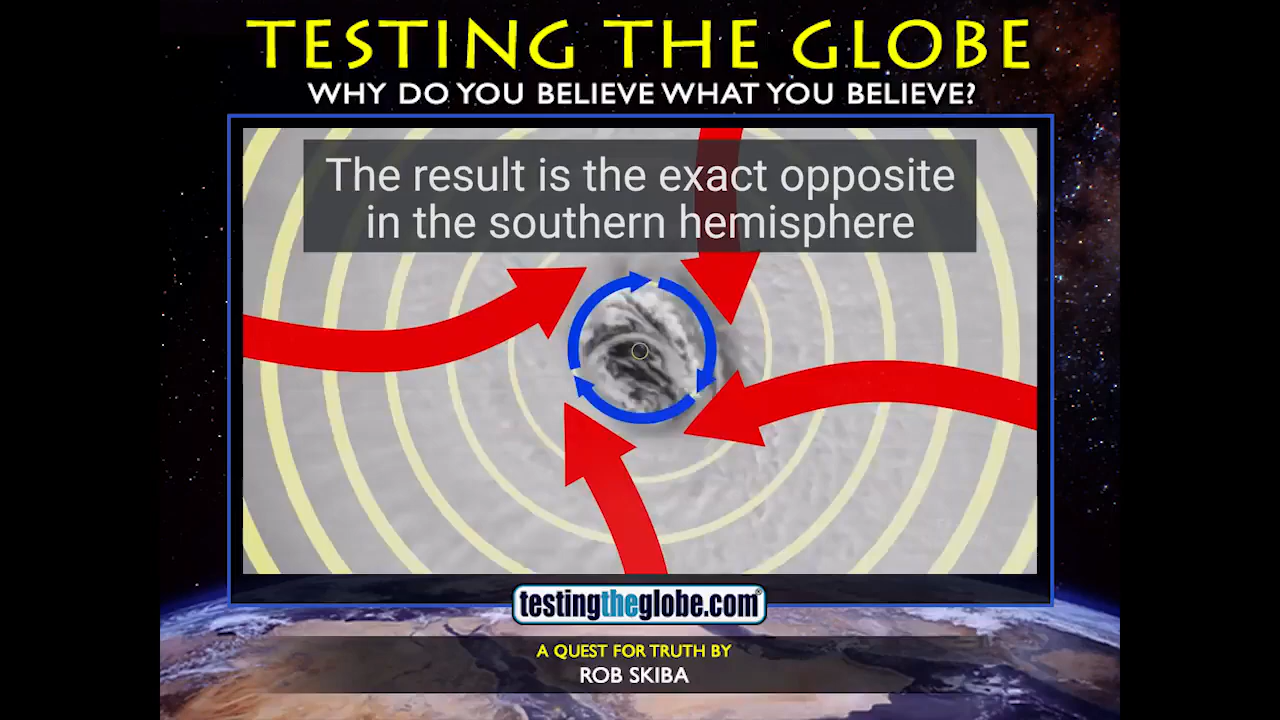 TESTING THE GLOBE
WHY DO YOU BELIEVE WHAT YOU BELIEVE?
The result is the exact opposite
in the southern hemisphere
testingtheglobe.com®
A QUEST FOR TRUTH BY
ROB SKIBA